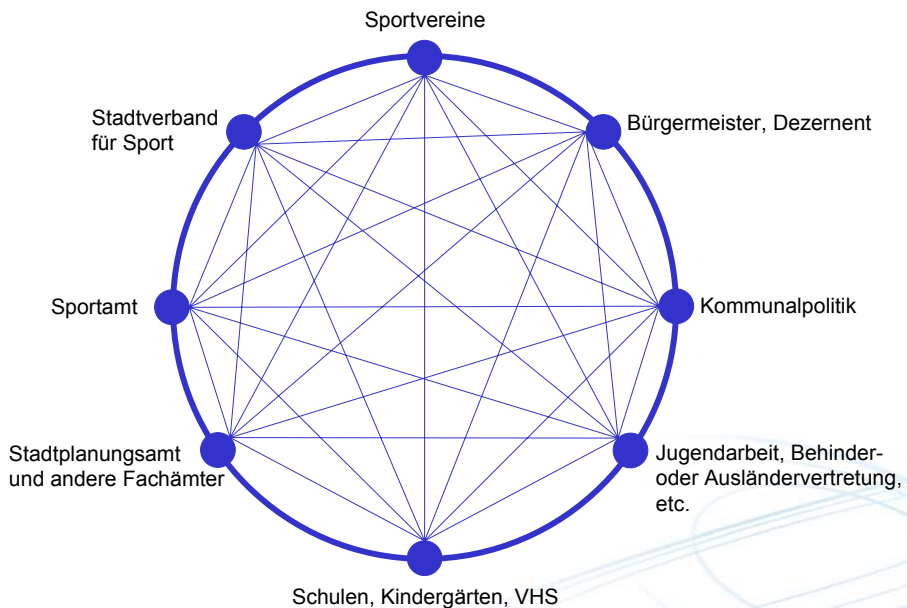 Sportvereine
Stadtverband
für Sport
Bürgermeister, Dezernent
Sportamt
Kommunalpolitik
Stadtplanungsamt
und andere Fachämter
Jugendarbeit, Behinder-
oder Ausländervertretung,
etc.
Schulen, Kindergärten, VHS